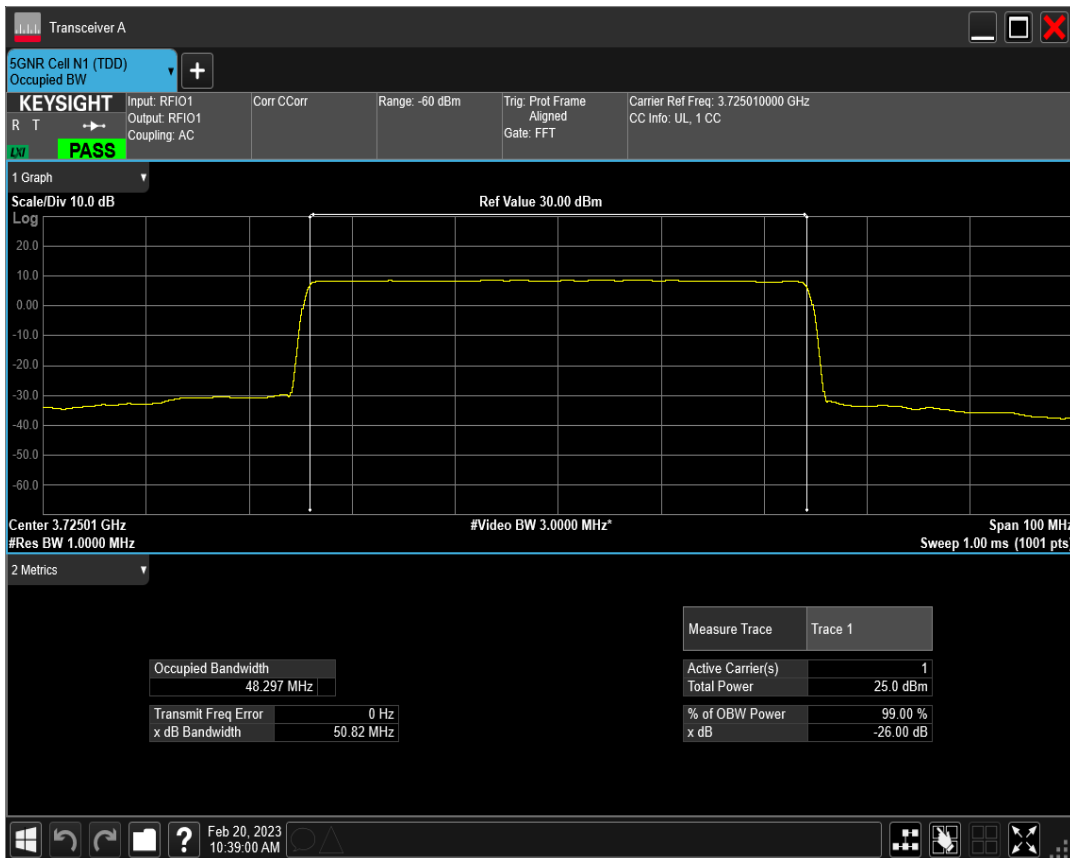 Transceiver A
5GNR Cell N1 (TDD)
Occupied BW
KEYSIGHT
R T
LXI
PASS
Input: RFIO1
Output: RFIO1
Coupling: AC
Corr CCorr
Range: -60 dBm
Trig: Prot Frame
Aligned
Gate: FFT
Carrier Ref Freq: 3.725010000 GHz
CC Info: UL, 1 CC
1 Graph
Scale/Div 10.0 dB
Ref Value 30.00 dBm
Log
20.0
10.0
0.00
-10.0
-20.0
-30.0
-40.0
-50.0
-60.0
Center 3.72501 GHz
#Video BW 3.0000 MHz*
Span 100 MHz
#Res BW 1.0000 MHz
Sweep 1.00 ms (1001 pts)
2 Metrics
Measure Trace Trace 1
Occupied Bandwidth
48.297 MHz
Transmit Freq Error 0 Hz
x dB Bandwidth 50.82 MHz
Active Carrier(s) 1
Total Power 25.0 dBm
% of OBW Power 99.00 %
x dB -26.00 dB
?
Feb 20, 2023
10:39:00 AM